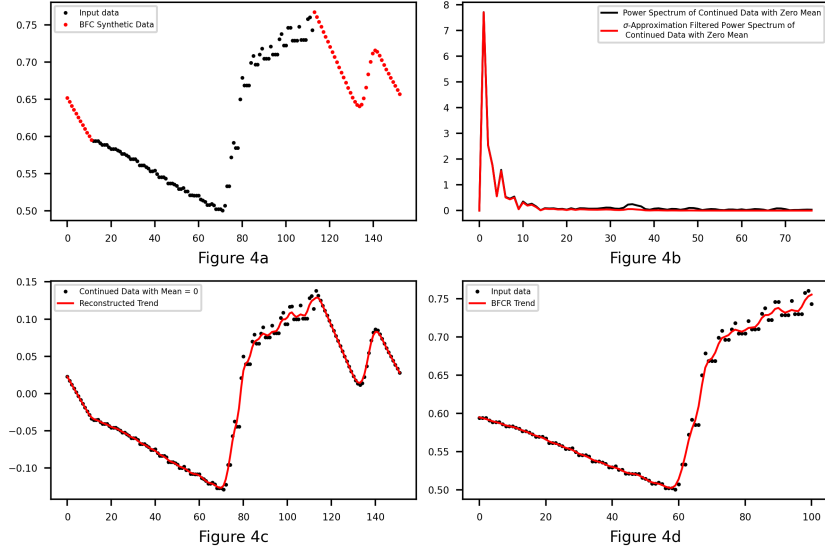 Input data
BFC Synthetic Data
0.75
0.70
0.65
0.60
0.55
0.50
0 20 40 60 80 100 120 140
Figure 4a
Power Spectrum of Continued Data with Zero Mean
σ-Approximation Filtered Power Spectrum of
Continued Data with Zero Mean
8
7
6
5
4
3
2
1
0
0 10 20 30 40 50 60 70
Figure 4b
Continued Data with Mean = 0
Reconstructed Trend
0.15
0.10
0.05
0.00
−0.05
−0.10
0 20 40 60 80 100 120 140
Figure 4c
Input data
BFCR Trend
0.75
0.70
0.65
0.60
0.55
0.50
0 20 40 60 80 100
Figure 4d